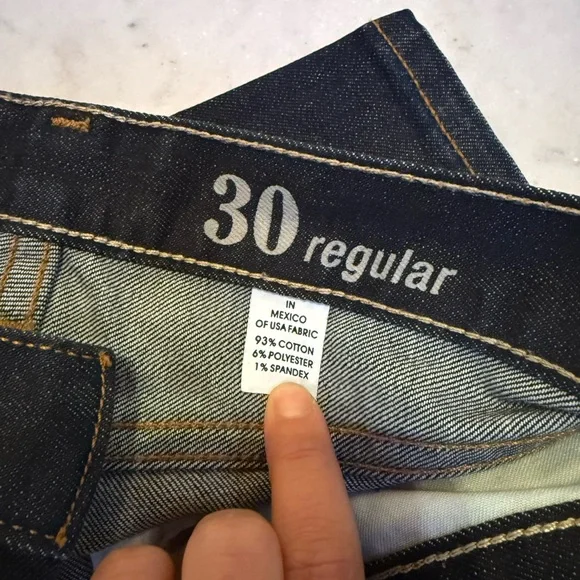 30 regular
IN
MEXICO
OF USA FABRIC
93% COTTON
6% POLYESTER
1% SPANDEX